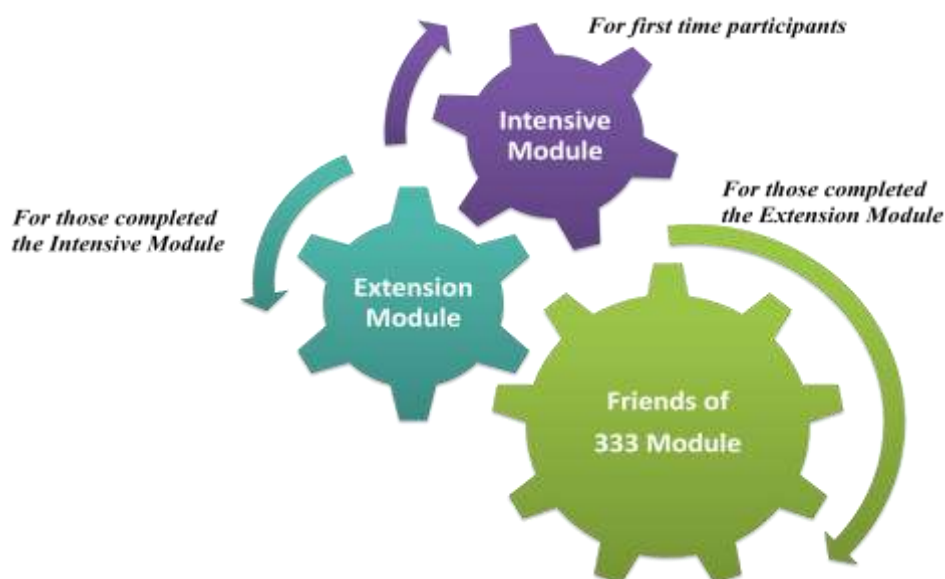 For first time participants
Intensive
Module
For those completed
the Extension Module
For those completed
the Intensive Module
Extension
Module
Friends of
333 Module